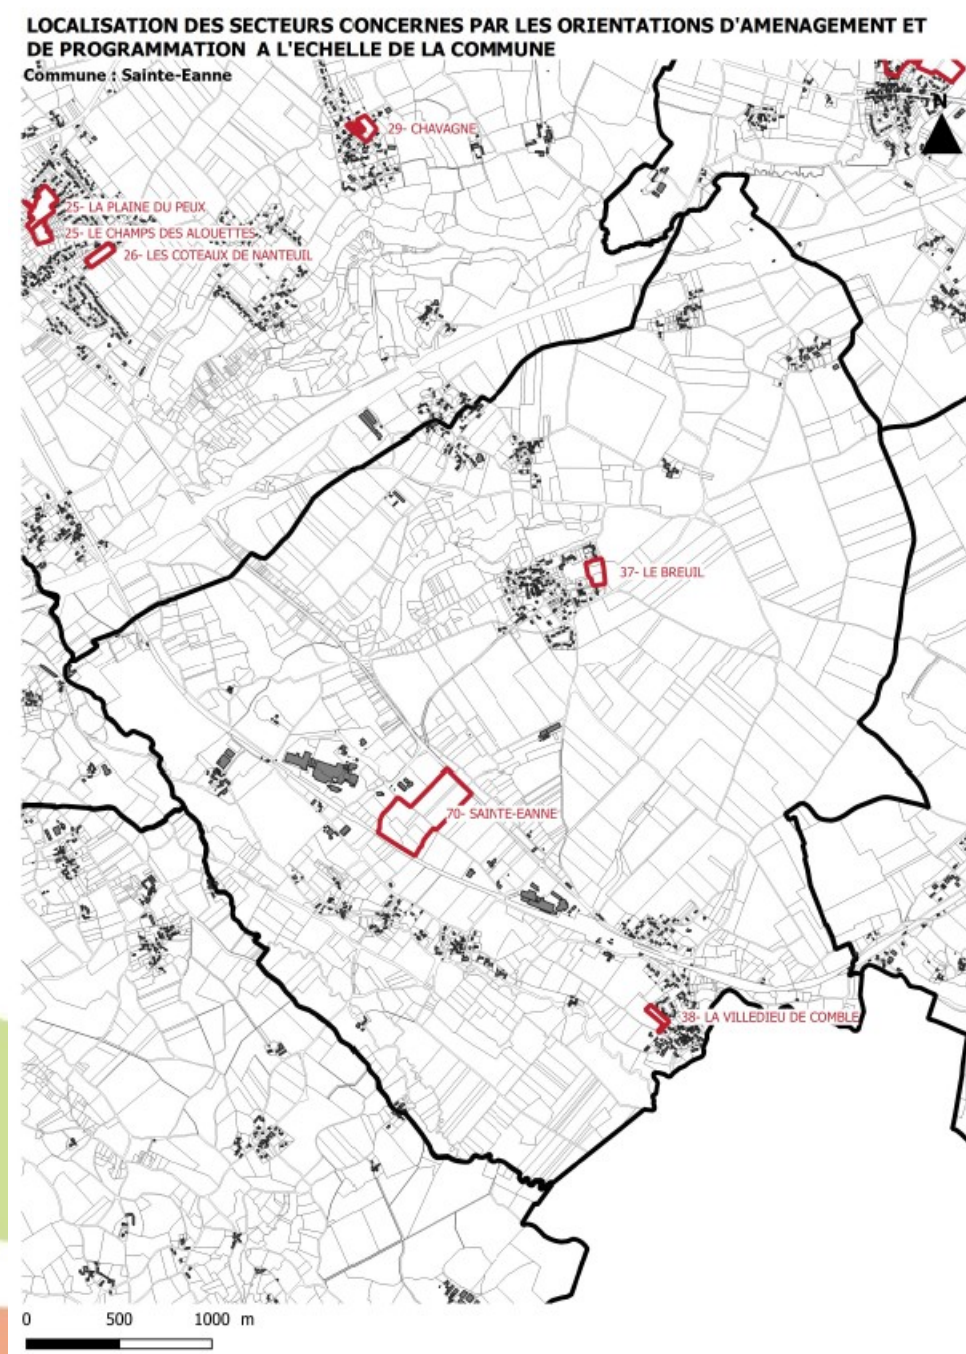 LOCALISATION DES SECTEURS CONCERNES PAR LES ORIENTATIONS D'AMENAGEMENT ET
DE PROGRAMMATION A L'ECHELLE DE LA COMMUNE
Commune : Sainte-Eanne
N
29- CHAVAGNE
25- LA PLAINE DU PEUX
25- LE CHAMPS DES ALOUETTES
26- LES COTEAUX DE NANTEUIL
37- LE BREUIL
70- SAINTE-EANNE
38- LA VILLEDIEU DE COMBLE
0 500 1000 m